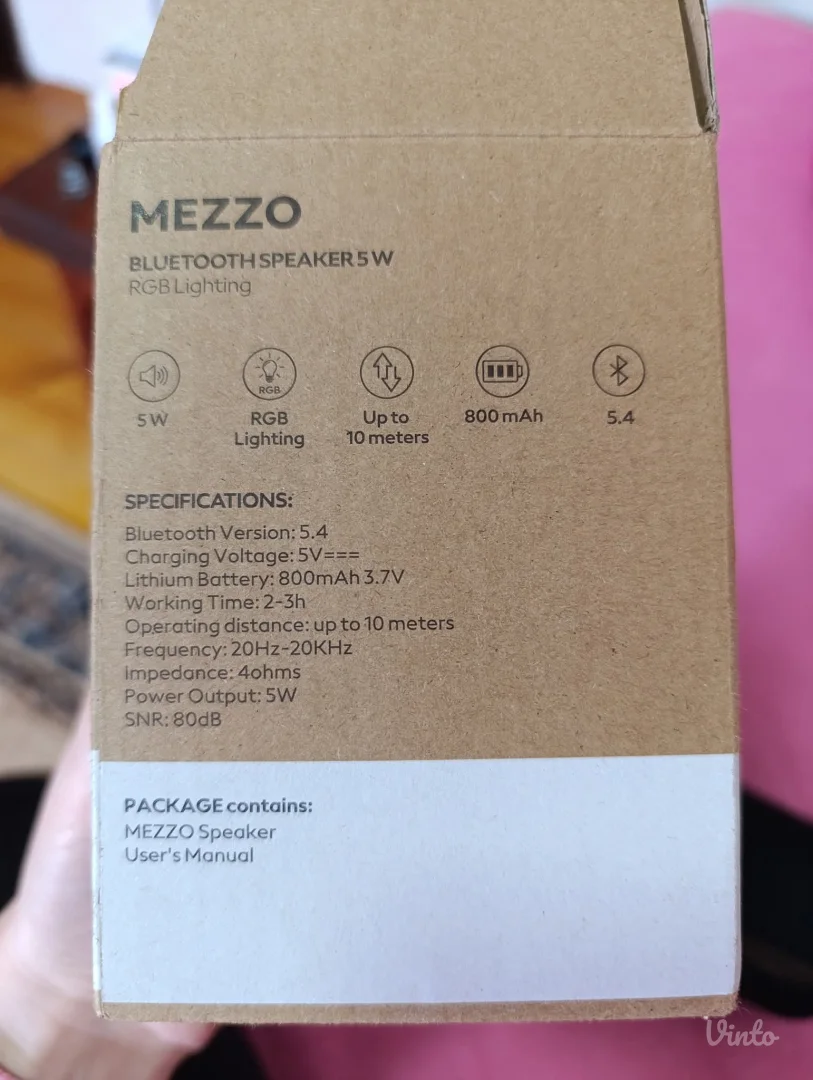 MEZZO
BLUETOOTH SPEAKER 5 W
RGB Lighting
RGB
5 W
RGB
Lighting
Up to
10 meters
800 mAh
5.4
SPECIFICATIONS:
Bluetooth Version: 5.4
Charging Voltage: 5V===
Lithium Battery: 800mAh 3.7V
Working Time: 2-3h
Operating distance: up to 10 meters
Frequency: 20Hz-20KHz
Impedance: 4ohms
Power Output: 5W
SNR: 80dB
PACKAGE contains:
MEZZO Speaker
User's Manual
Vinto